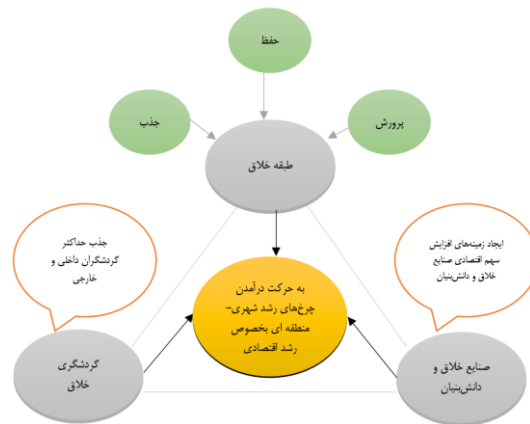 حفظ
جذب
پرورش
طبقه خلاق
جذب حداکثر
گردشگران داخلی و
خارجی
ایجاد زمینه‌های افزایش
سهم اقتصادی صنایع
خلاق و دانش‌بنیان
به حرکت درآمدن
چرخ‌های رشد شهری-
منطقه ای بخصوص
رشد اقتصادی
گردشگری
خلاق
صنایع خلاق و
دانش‌بنیان